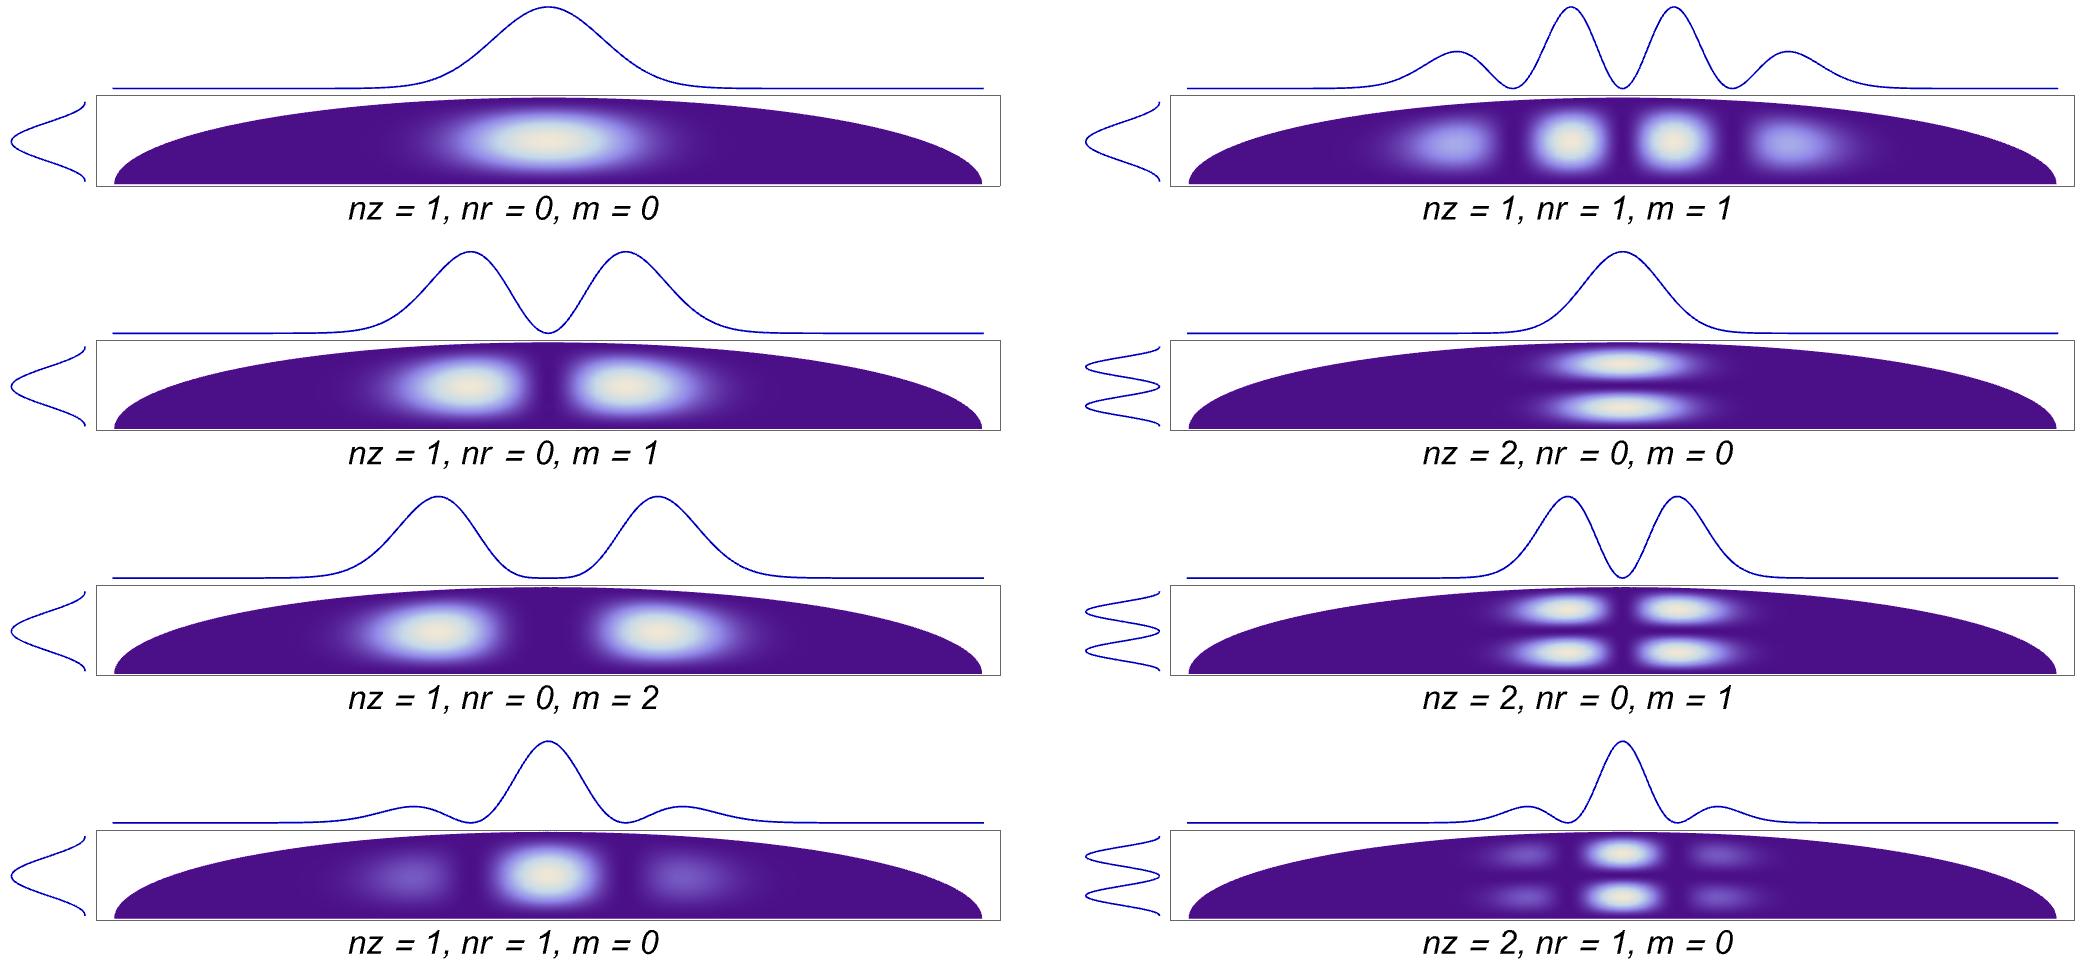 nz = 1, nr = 0, m = 0
nz = 1, nr = 1, m = 1
nz = 1, nr = 0, m = 1
nz = 2, nr = 0, m = 0
nz = 1, nr = 0, m = 2
nz = 2, nr = 0, m = 1
nz = 1, nr = 1, m = 0
nz = 2, nr = 1, m = 0